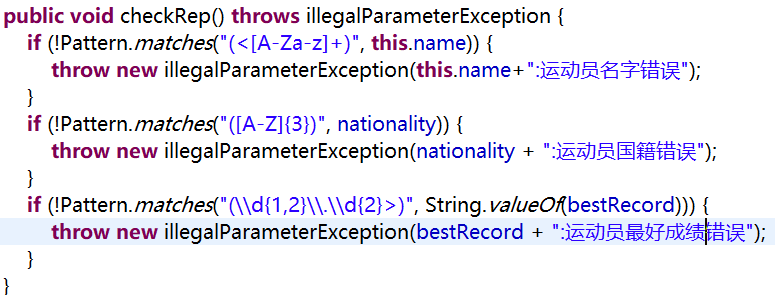 public void checkRep() throws illegalParameterException {
if (!Pattern.matches("(<[A-Za-z]+)", this.name)) {
throw new illegalParameterException(this.name+":运动员名字错误");
}
if (!Pattern.matches("([A-Z]{3})", nationality)) {
throw new illegalParameterException(nationality + ":运动员国籍错误");
}
if (!Pattern.matches("(\\d{1,2}\\.\\d{2}>)", String.valueOf(bestRecord))) {
throw new illegalParameterException(bestRecord + ":运动员最好成绩错误");
}
}